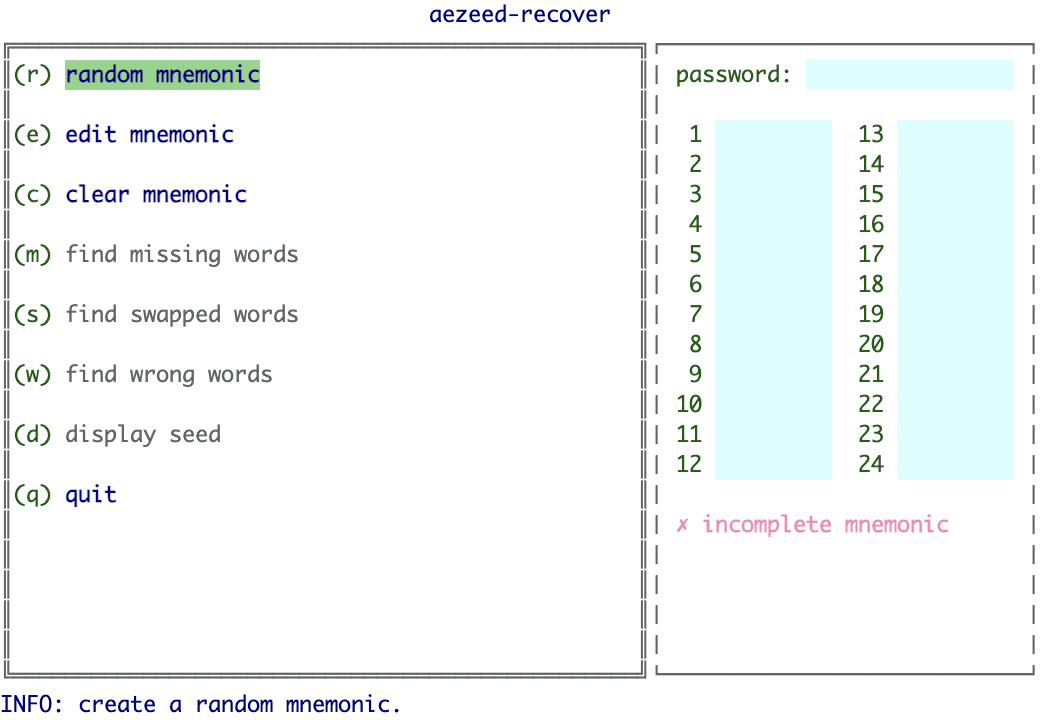 aezeed-recover
(r) random mnemonic
(e) edit mnemonic
(c) clear mnemonic
(m) find missing words
(s) find swapped words
(w) find wrong words
(d) display seed
(q) quit
password:
1 13
2 14
3 15
4 16
5 17
6 18
7 19
8 20
9 21
10 22
11 23
12 24
✗ incomplete mnemonic
INFO: create a random mnemonic.